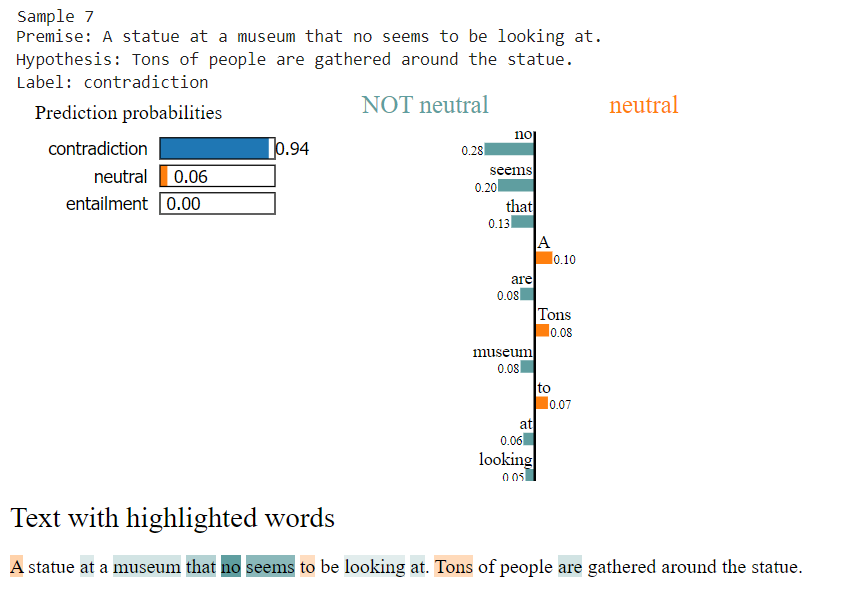 Sample 7
Premise: A statue at a museum that no seems to be looking at.
Hypothesis: Tons of people are gathered around the statue.
Label: contradiction
Prediction probabilities
contradiction 0.94
neutral 0.06
entailment 0.00
NOT neutral neutral
no
0.28
seems
0.20
that
0.13
A
0.10
are
0.08
Tons
0.08
museum
0.08
to
0.07
at
0.06
looking
0.05
Text with highlighted words
A statue at a museum that no seems to be looking at. Tons of people are gathered around the statue.